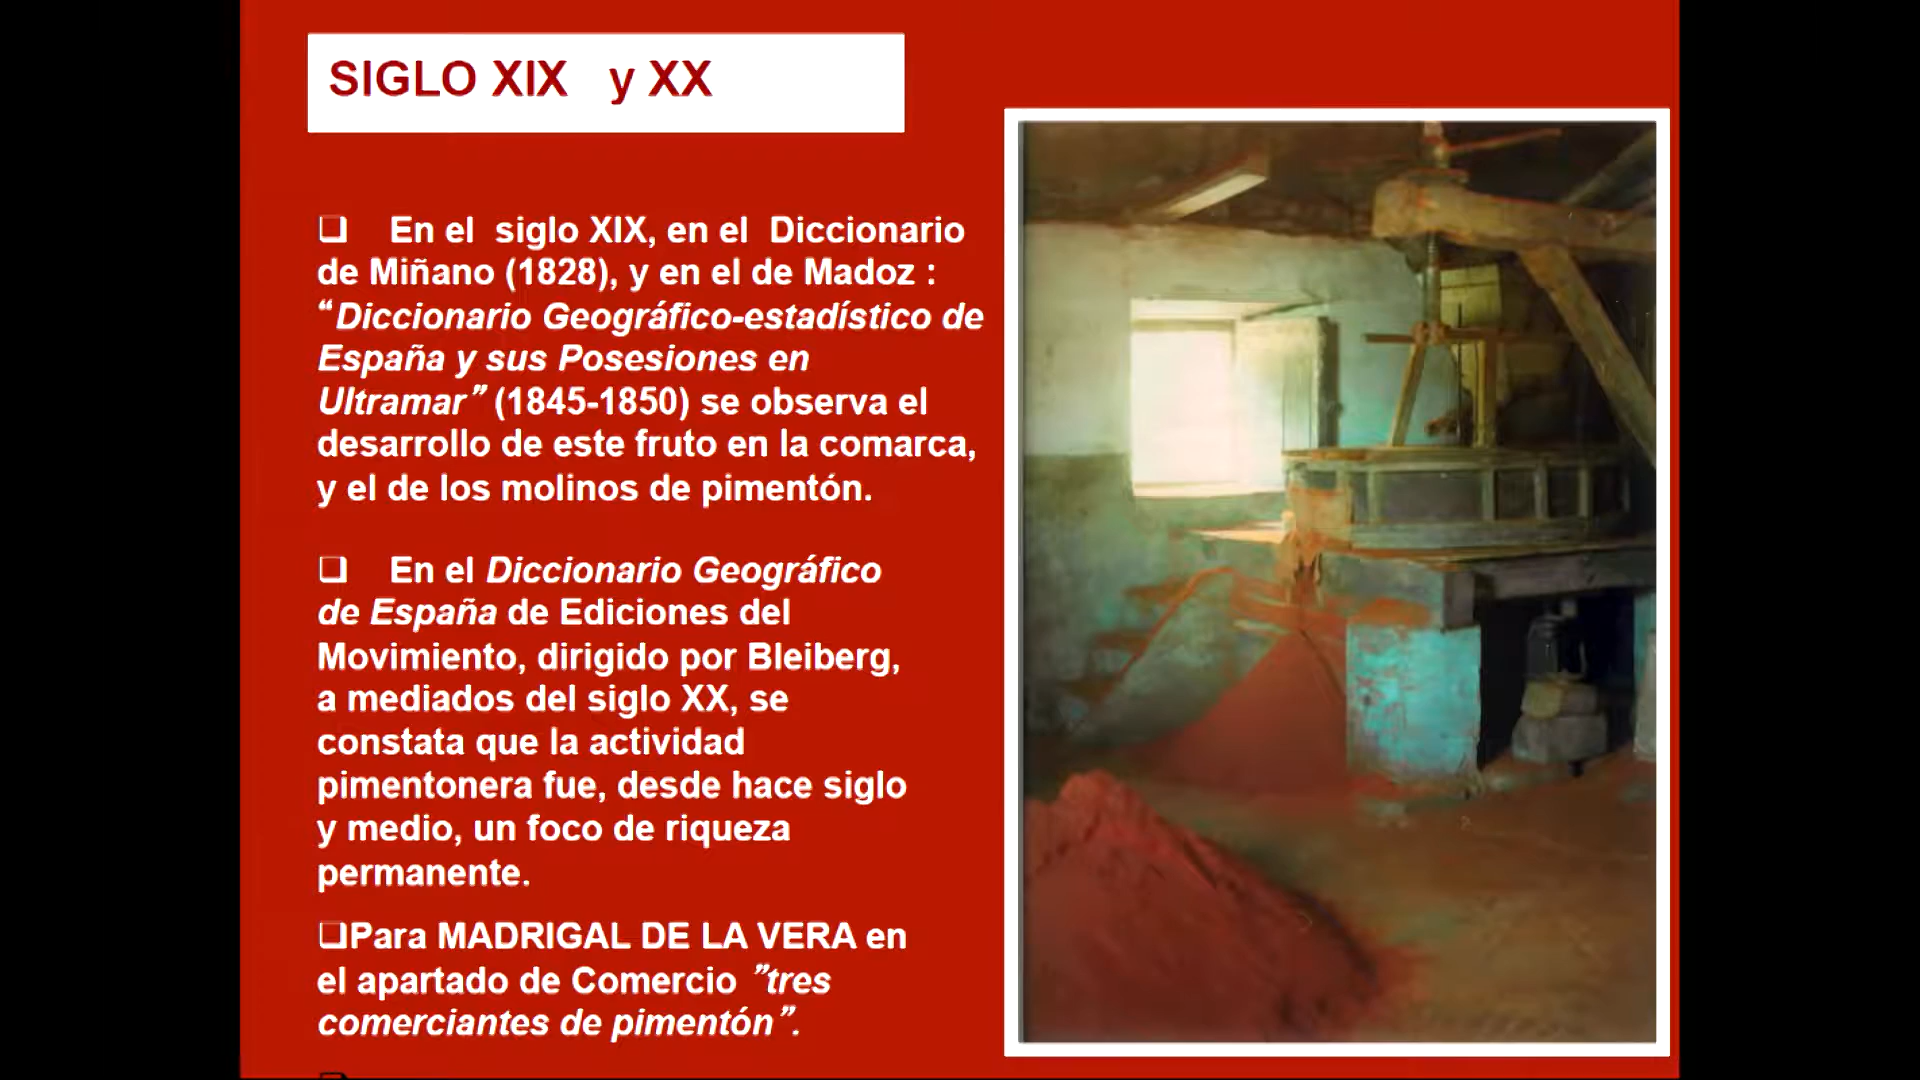 SIGLO XIX y XX
❑ En el siglo XIX, en el Diccionario
de Miñano (1828), y en el de Madoz :
“Diccionario Geográfico-estadístico de
España y sus Posesiones en
Ultramar” (1845-1850) se observa el
desarrollo de este fruto en la comarca,
y el de los molinos de pimentón.
❑ En el Diccionario Geográfico
de España de Ediciones del
Movimiento, dirigido por Bleiberg,
a mediados del siglo XX, se
constata que la actividad
pimentonera fue, desde hace siglo
y medio, un foco de riqueza
permanente.
❑Para MADRIGAL DE LA VERA en
el apartado de Comercio ”tres
comerciantes de pimentón”.